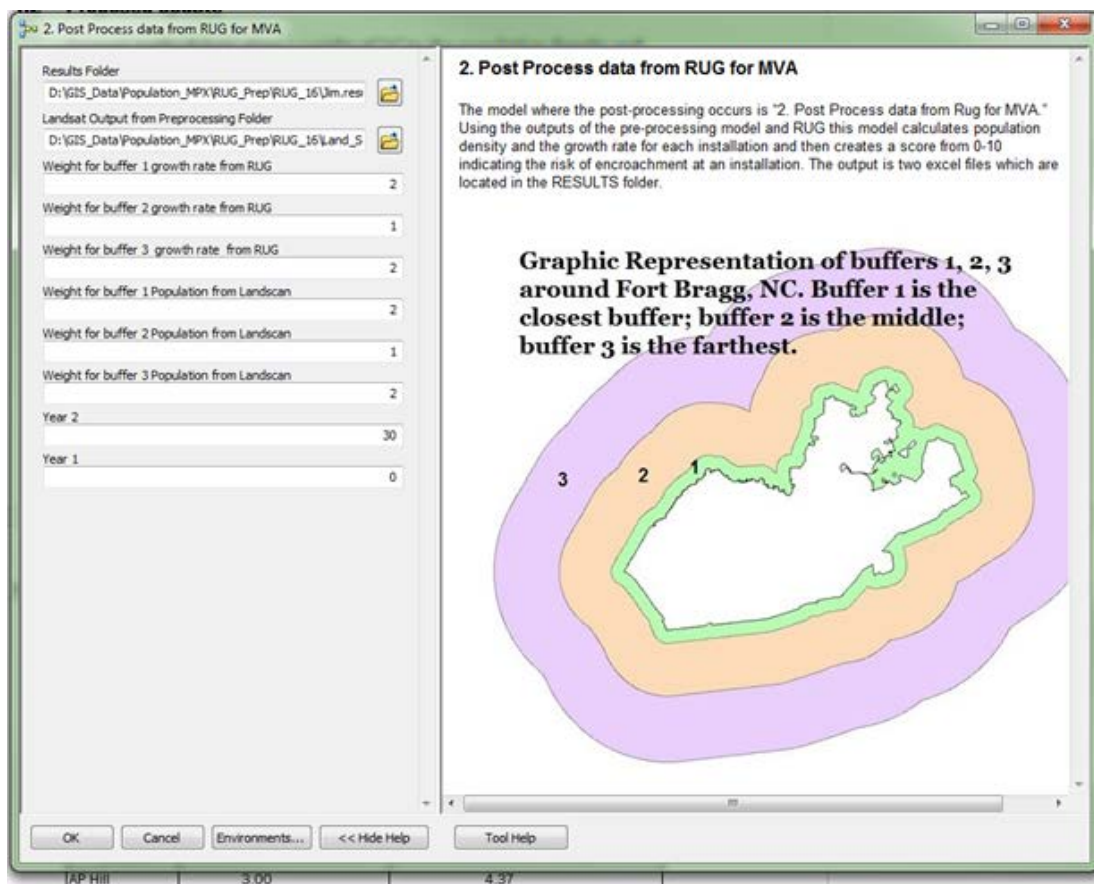 2. Post Process data from RUG for MVA
Results Folder
D:\GIS_Data\Population_MPX\RUG_Prep\RUG_16\Jim.resu
Landsat Output from Preprocessing Folder
D:\GIS_Data\Population_MPX\RUG_Prep\RUG_16\Land_S
Weight for buffer 1 growth rate from RUG
2
Weight for buffer 2 growth rate from RUG
1
Weight for buffer 3 growth rate from RUG
2
Weight for buffer 1 Population from Landscan
2
Weight for buffer 2 Population from Landscan
1
Weight for buffer 3 Population from Landscan
2
Year 2
30
Year 1
0
2. Post Process data from RUG for MVA
The model where the post-processing occurs is "2. Post Process data from Rug for MVA."
Using the outputs of the pre-processing model and RUG this model calculates population
density and the growth rate for each installation and then creates a score from 0-10
indicating the risk of encroachment at an installation. The output is two excel files which are
located in the RESULTS folder.
Graphic Representation of buffers 1, 2, 3
around Fort Bragg, NC. Buffer 1 is the
closest buffer; buffer 2 is the middle;
buffer 3 is the farthest.
3 2 1
OK Cancel Environments... << Hide Help Tool Help
AP Hill 3.00 4.37